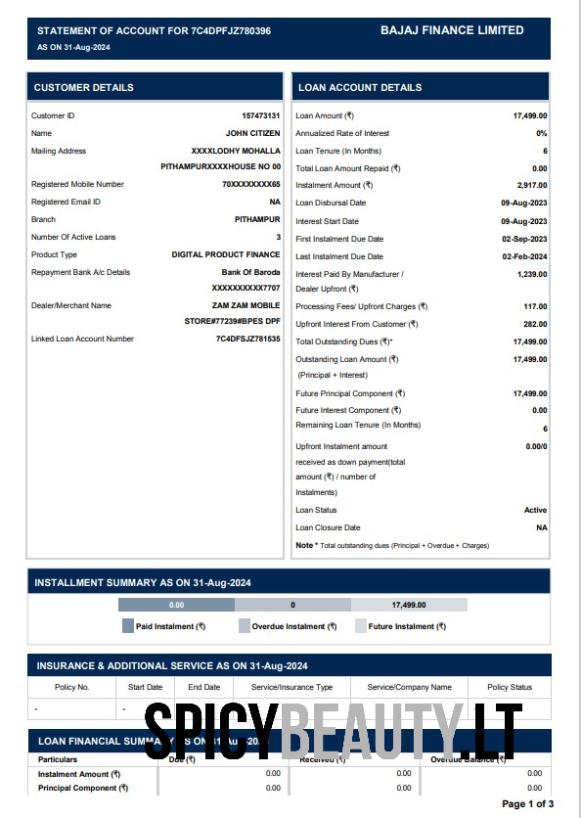 STATEMENT OF ACCOUNT FOR 7C4DPFJZ780396
BAJAJ FINANCE LIMITED
AS ON 31-Aug-2024
CUSTOMER DETAILS
Customer ID 157473131
Name JOHN CITIZEN
Mailing Address XXXXLODHY MOHALLA
PITHAMPURXXXXHOUSE NO 00
Registered Mobile Number 70XXXXXXXX65
Registered Email ID NA
Branch PITHAMPUR
Number Of Active Loans 3
Product Type DIGITAL PRODUCT FINANCE
Repayment Bank A/c Details Bank Of Baroda
XXXXXXXXXX7707
Dealer/Merchant Name ZAM ZAM MOBILE
STORE#77239#BPES DPF
Linked Loan Account Number 7C4DFSJZ781535
LOAN ACCOUNT DETAILS
Loan Amount (₹) 17,499.00
Annualized Rate of Interest 0%
Loan Tenure (In Months) 6
Total Loan Amount Repaid (₹) 0.00
Instalment Amount (₹) 2,917.00
Loan Disbursal Date 09-Aug-2023
Interest Start Date 09-Aug-2023
First Instalment Due Date 02-Sep-2023
Last Instalment Due Date 02-Feb-2024
Interest Paid By Manufacturer / 1,239.00
Dealer Upfront (₹)
Processing Fees/ Upfront Charges (₹) 117.00
Upfront Interest From Customer (₹) 282.00
Total Outstanding Dues (₹)* 17,499.00
Outstanding Loan Amount (₹) 17,499.00
(Principal + Interest)
Future Principal Component (₹) 17,499.00
Future Interest Component (₹) 0.00
Remaining Loan Tenure (In Months) 6
Upfront Instalment amount 0.00/0
received as down payment(total
amount (₹) / number of
Instalments)
Loan Status Active
Loan Closure Date NA
Note * Total outstanding dues (Principal + Overdue + Charges)
INSTALLMENT SUMMARY AS ON 31-Aug-2024
0.00 0 17,499.00
Paid Instalment (₹) Overdue Instalment (₹) Future Instalment (₹)
INSURANCE & ADDITIONAL SERVICE AS ON 31-Aug-2024
Policy No. Start Date End Date Service/Insurance Type Service/Company Name Policy Status
- -
SPICYBEAUTY.LT
LOAN FINANCIAL SUMMARY AS ON 31-Aug-202
Particulars Due (₹) Received (₹) Overdue Balance (₹)
Instalment Amount (₹) 0.00 0.00 0.00
Principal Component (₹) 0.00 0.00 0.00
Page 1 of 3